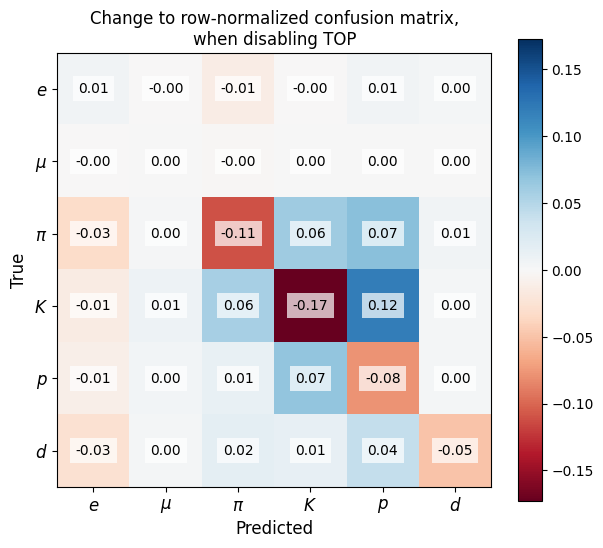 Change to row-normalized confusion matrix,
when disabling TOP
True
e
0.01 -0.00 -0.01 -0.00 0.01 0.00
μ
-0.00 0.00 -0.00 0.00 0.00 0.00
π
-0.03 0.00 -0.11 0.06 0.07 0.01
K
-0.01 0.01 0.06 -0.17 0.12 0.00
p
-0.01 0.00 0.01 0.07 -0.08 0.00
d
-0.03 0.00 0.02 0.01 0.04 -0.05
e μ π K p d
Predicted
0.15
0.10
0.05
0.00
−0.05
−0.10
−0.15